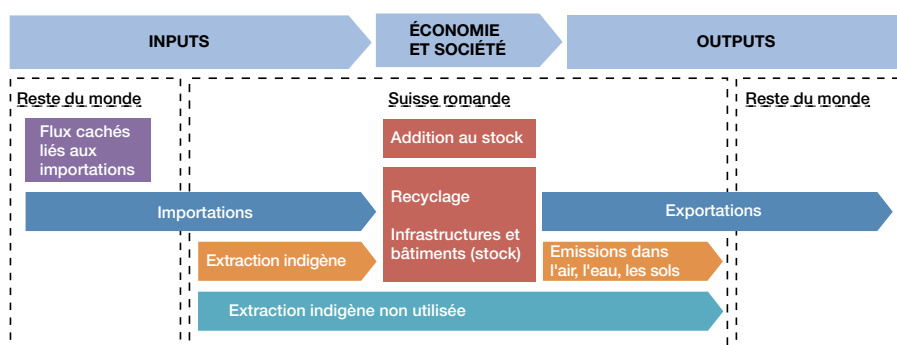 INPUTS
ÉCONOMIE
ET SOCIÉTÉ
OUTPUTS
Reste du monde
Suisse romande
Reste du monde
Flux cachés
liés aux
importations
Addition au stock
Importations
Recyclage
Infrastructures et
bâtiments (stock)
Exportations
Extraction indigène
Emissions dans
l'air, l'eau, les sols
Extraction indigène non utilisée